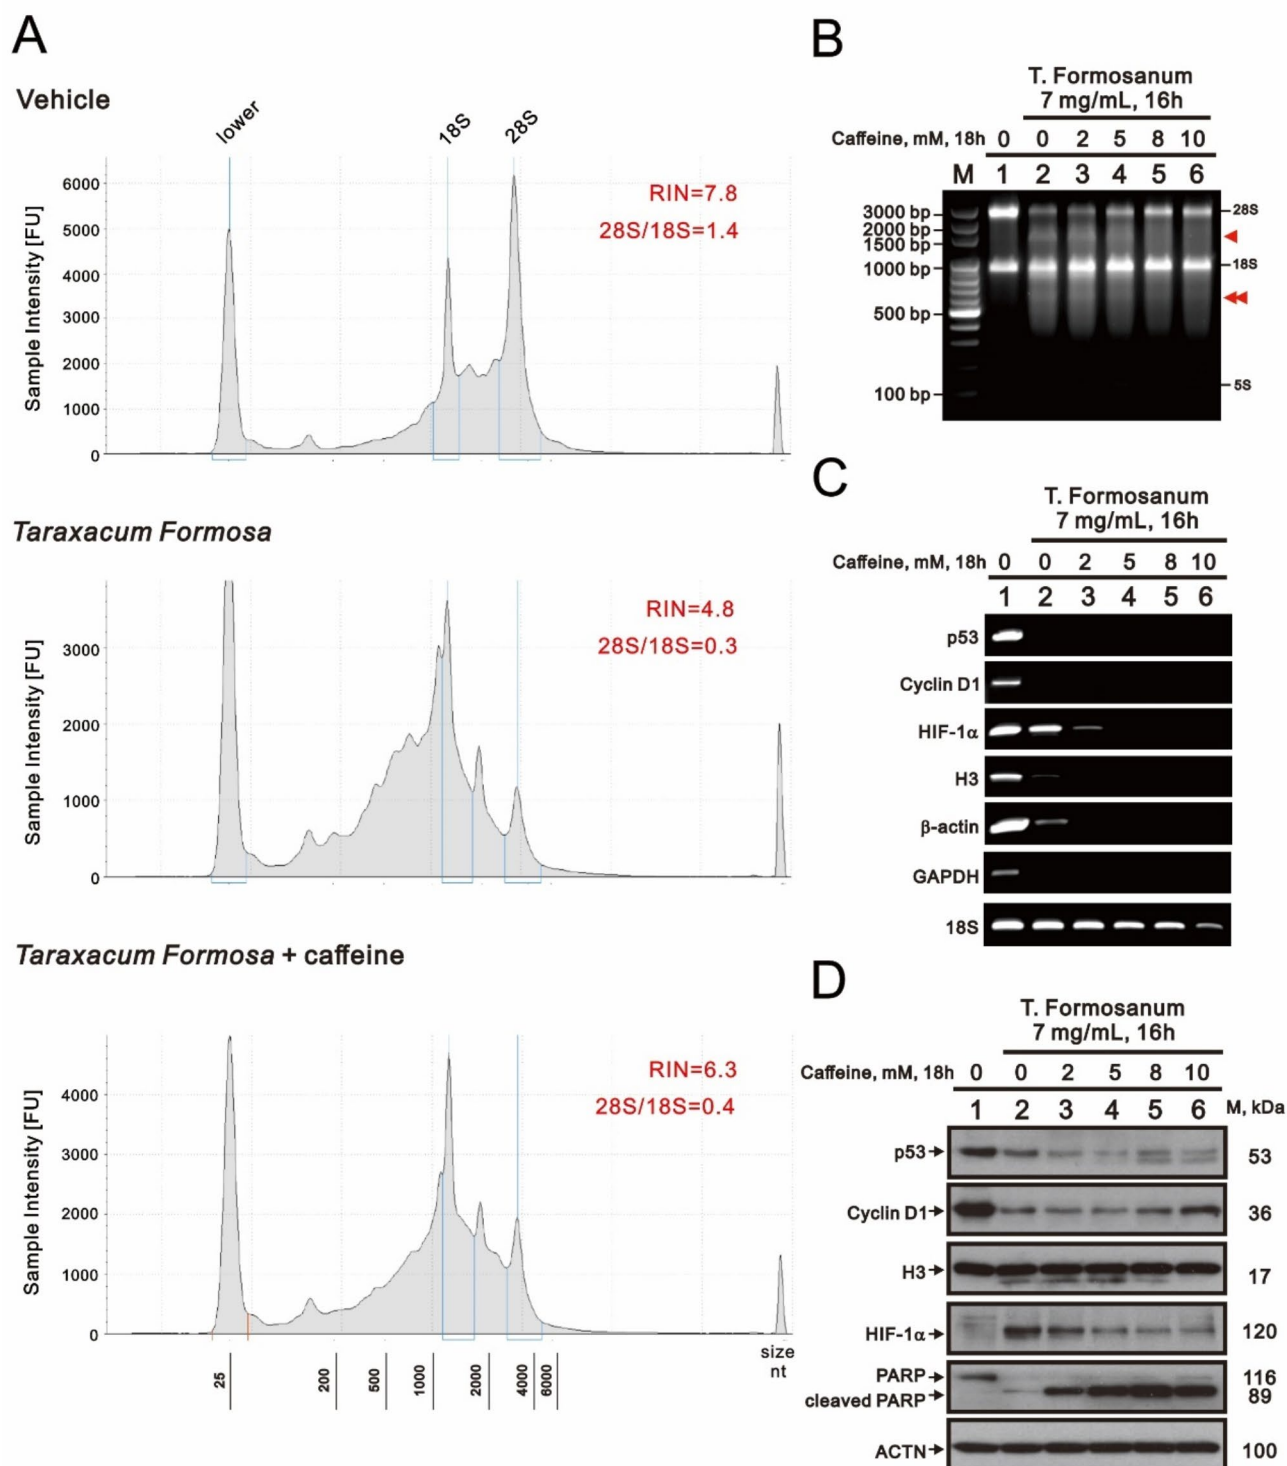 A
Vehicle
lower
18S
28S
Sample Intensity [FU]
6000
5000
4000
3000
2000
1000
0
RIN=7.8
28S/18S=1.4
Taraxacum Formosa
Sample Intensity [FU]
3000
2000
1000
0
RIN=4.8
28S/18S=0.3
Taraxacum Formosa + caffeine
Sample Intensity [FU]
4000
3000
2000
1000
0
RIN=6.3
28S/18S=0.4
25
200
500
1000
2000
4000
6000
size
nt
B
T. Formosanum
7 mg/mL, 16h
Caffeine, mM, 18h 0 0 2 5 8 10
M 1 2 3 4 5 6
3000 bp
2000 bp
1500 bp
1000 bp
500 bp
100 bp
28S
18S
5S
C
T. Formosanum
7 mg/mL, 16h
Caffeine, mM, 18h 0 0 2 5 8 10
1 2 3 4 5 6
p53
Cyclin D1
HIF-1α
H3
β-actin
GAPDH
18S
D
T. Formosanum
7 mg/mL, 16h
Caffeine, mM, 18h 0 0 2 5 8 10
1 2 3 4 5 6 M, kDa
p53 53
Cyclin D1 36
H3 17
HIF-1α 120
PARP 116
cleaved PARP 89
ACTN 100